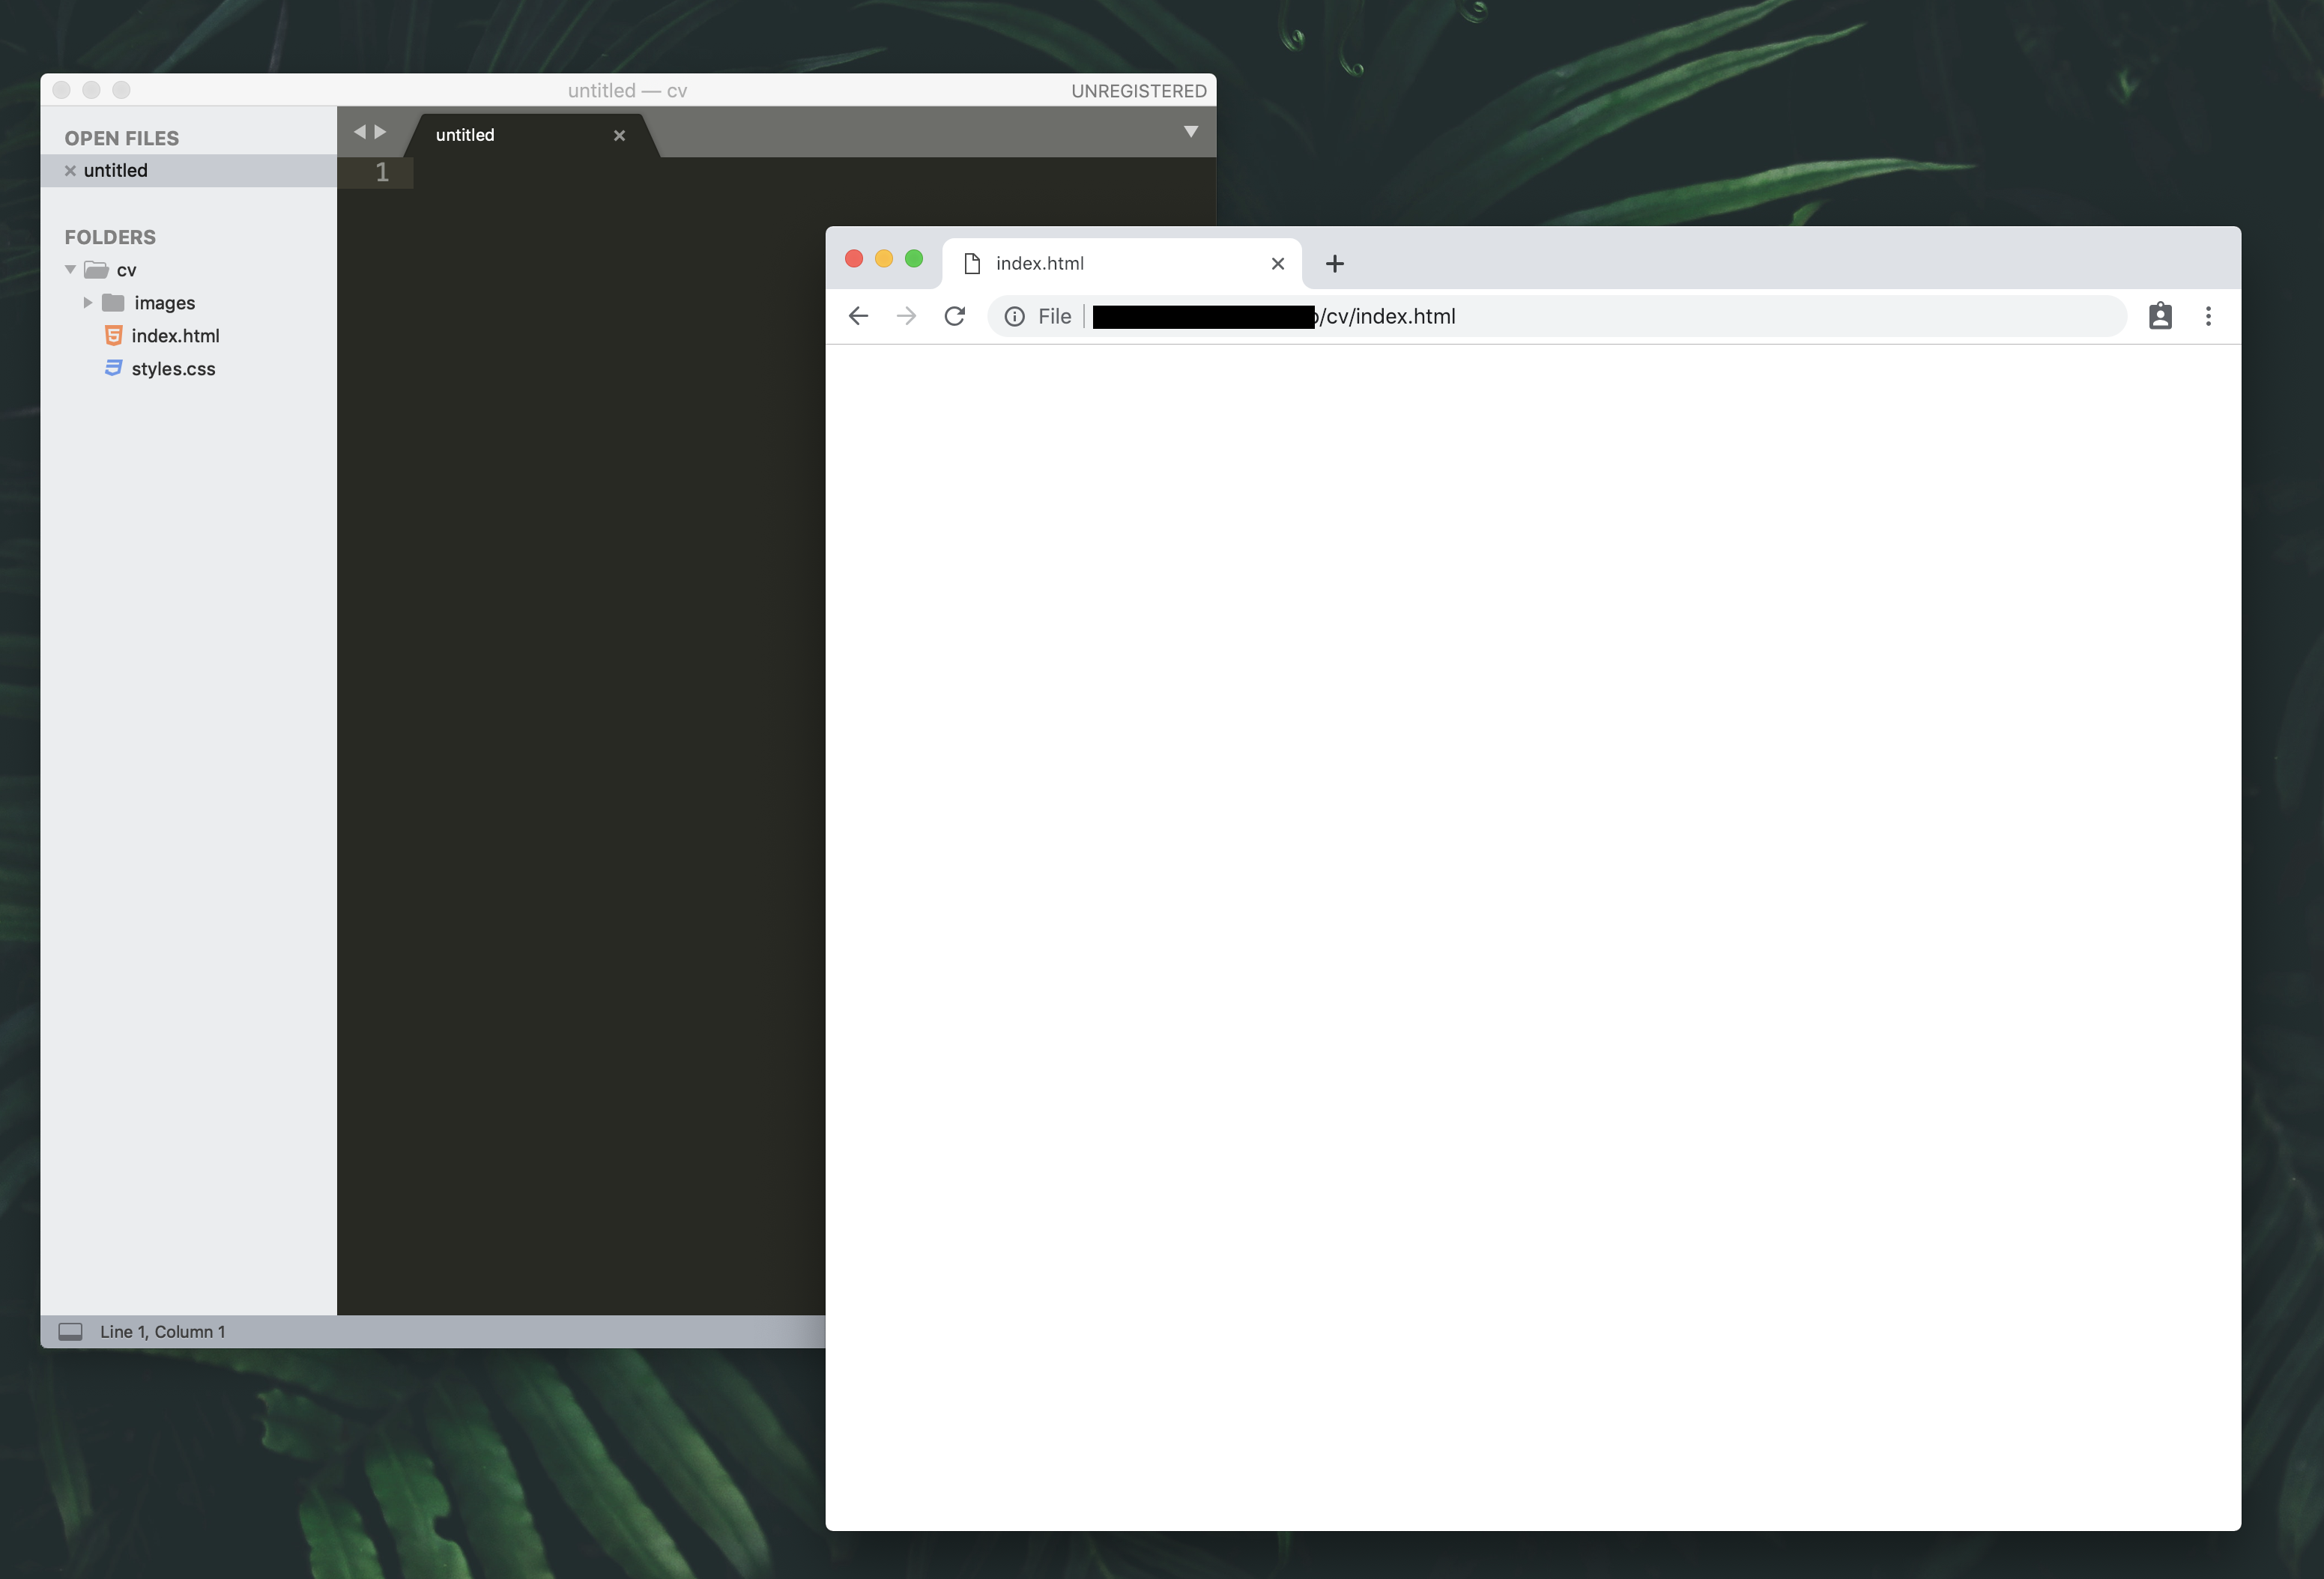 untitled — cv
UNREGISTERED
OPEN FILES
untitled
FOLDERS
cv
images
index.html
styles.css
untitled
1
Line 1, Column 1
index.html
File
/cv/index.html